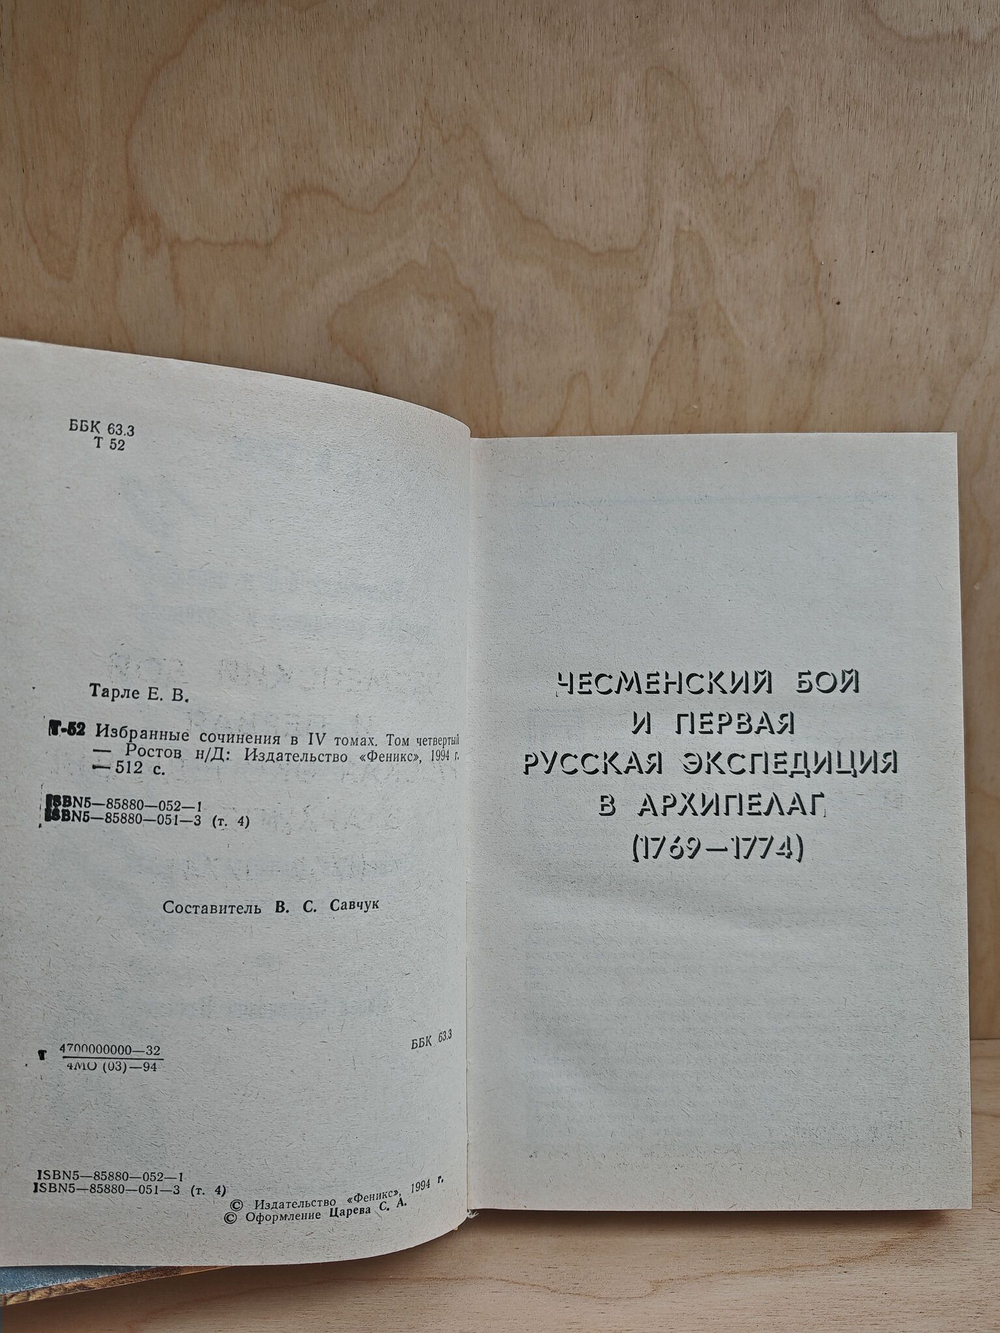 ББК 63.3
Т 52
Тарле Е. В.
Т-52 Избранные сочинения в IV томах. Том четвертый
— Ростов н/Д: Издательство «Феникс», 1994 г.
— 512 с.
ISBN5—85880—052—1
ISBN5—85880—051—3 (т. 4)
Составитель В. С. Савчук
Т 4700000000—32
4МО (03)—94
ББК 63.3
ISBN5—85880—052—1
ISBN5—85880—051—3 (т. 4)
© Издательство «Феникс», 1994 г.
© Оформление Царева С. А.
ЧЕСМЕНСКИЙ БОЙ
И ПЕРВАЯ
РУССКАЯ ЭКСПЕДИЦИЯ
В АРХИПЕЛАГ
(1769—1774)